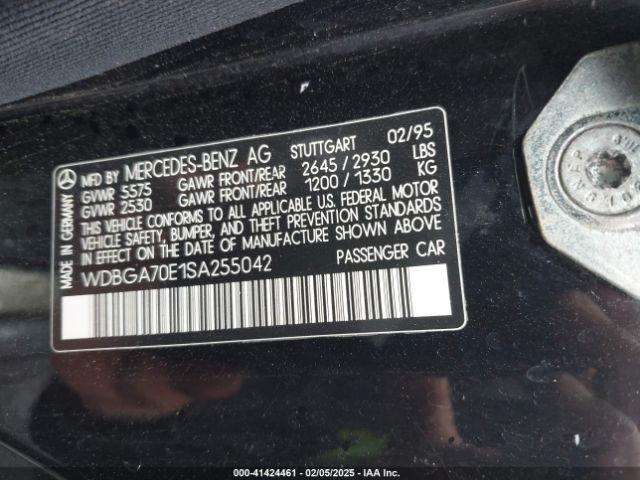 MFD BY MERCEDES-BENZ AG STUTTGART 02/95
GVWR 5575 GAWR FRONT/REAR 2645 / 2930 LBS
GVWR 2530 GAWR FRONT/REAR 1200 / 1330 KG
THIS VEHICLE CONFORMS TO ALL APPLICABLE U.S. FEDERAL MOTOR
VEHICLE SAFETY, BUMPER, AND THEFT PREVENTION STANDARDS
IN EFFECT ON THE DATE OF MANUFACTURE SHOWN ABOVE
WDBGA70E1SA255042 PASSENGER CAR
MADE IN GERMANY
000-41424461 - 02/05/2025 - IAA Inc.